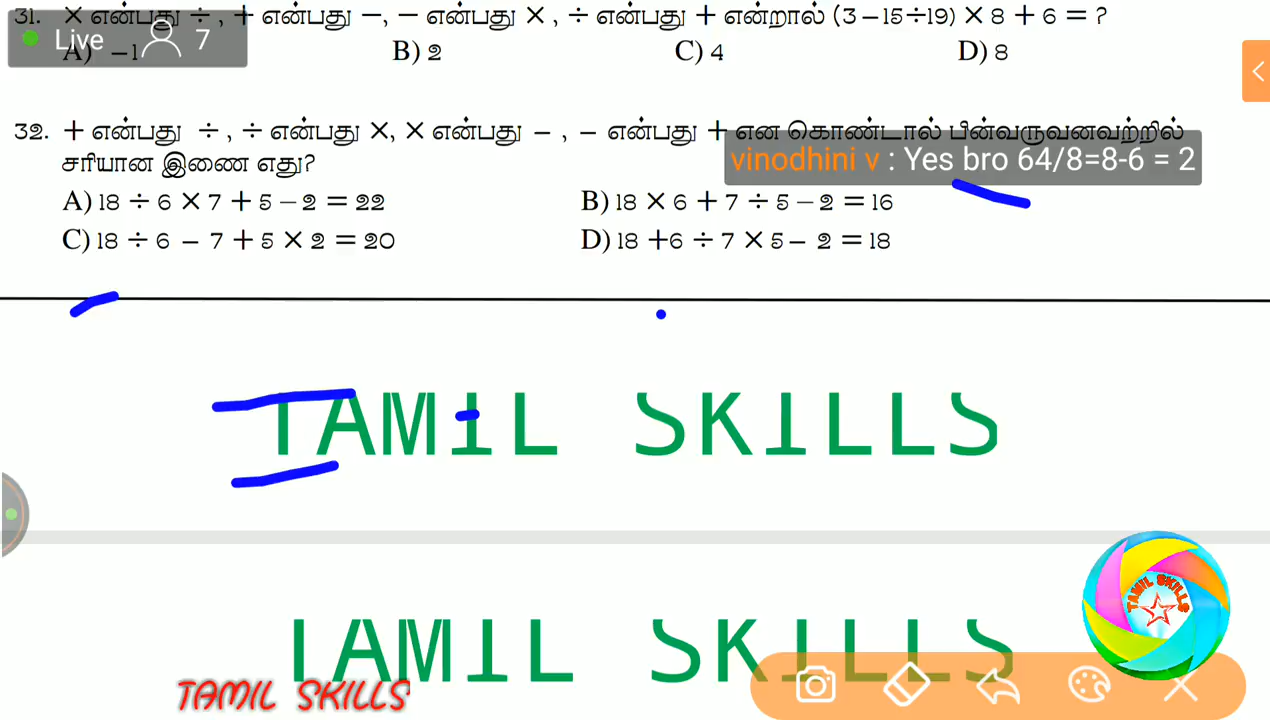 31. × என்பது ÷, + என்பது −, − என்பது ×, ÷ என்பது + என்றால் (3 − 15÷19) × 8 + 6 = ?
Live 7
A) −1 B) 2 C) 4 D) 8
32. + என்பது ÷, ÷ என்பது ×, × என்பது −, − என்பது + என கொண்டால் பின்வருவனவற்றில்
சரியான இணை எது?
vinodhini v : Yes bro 64/8=8-6 = 2
A) 18 ÷ 6 × 7 + 5 − 2 = 22 B) 18 × 6 + 7 ÷ 5 − 2 = 16
C) 18 ÷ 6 − 7 + 5 × 2 = 20 D) 18 +6 ÷ 7 × 5 − 2 = 18
TAMIL SKILLS
TAMIL SKILLS
TAMIL SKILLS
TAMIL SKILLS